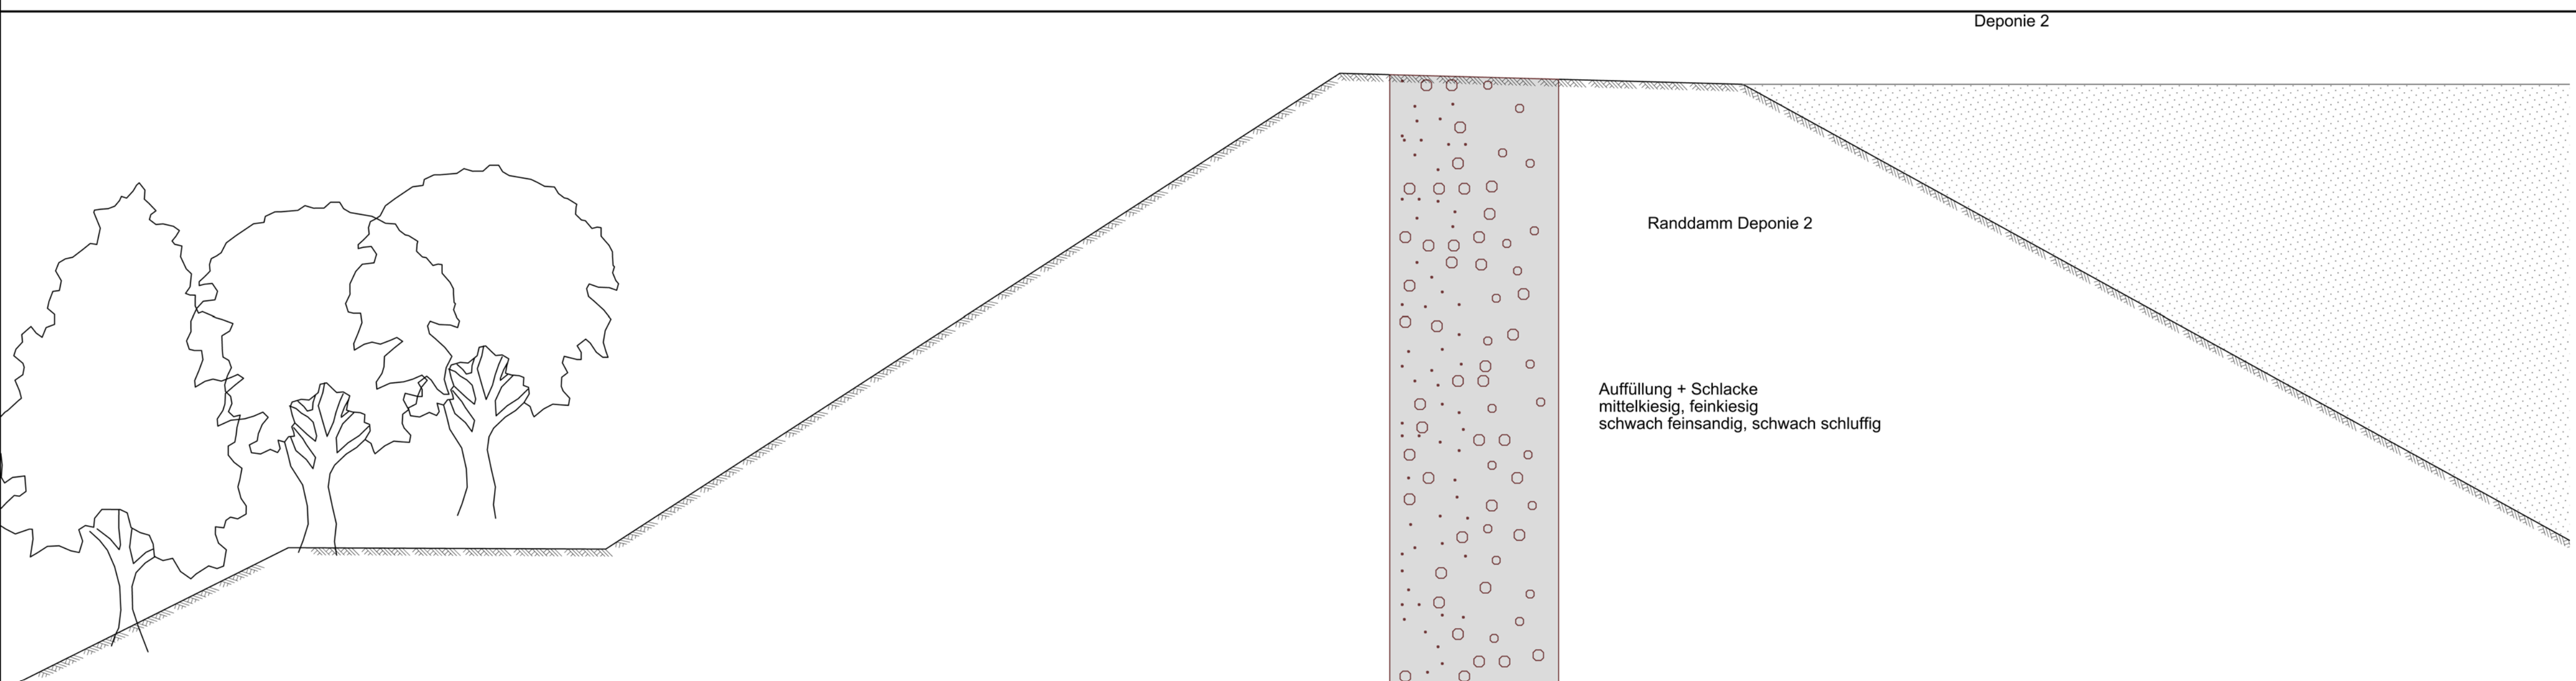 Deponie 2
Randdamm Deponie 2
Auffüllung + Schlacke
mittelkiesig, feinkiesig
schwach feinsandig, schwach schluffig